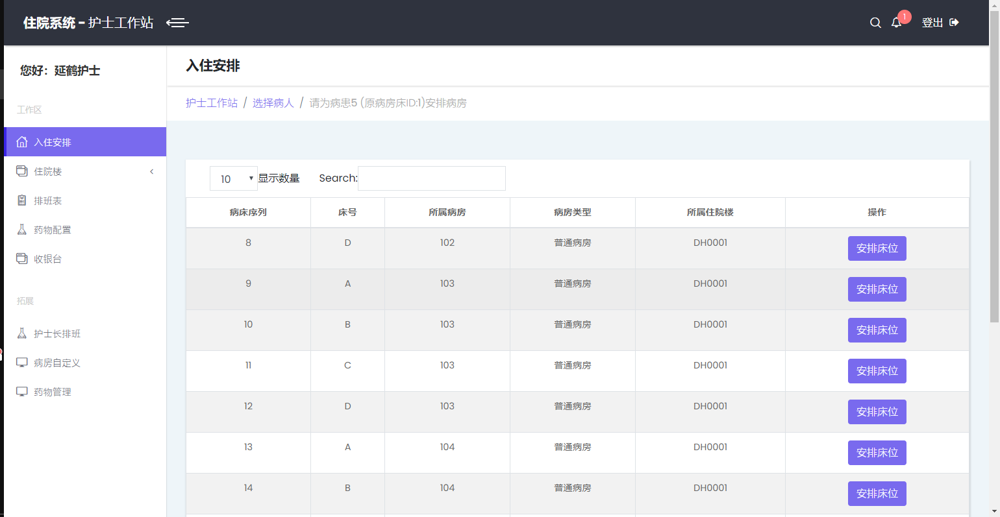 住院系统 - 护士工作站
1
登出
您好：延鹤护士
工作区
入住安排
住院楼
排班表
药物配置
收银台
拓展
护士长排班
病房自定义
药物管理
入住安排
护士工作站 / 选择病人 / 请为病患5 (原病房床ID:1)安排病房
10 显示数量 Search:
病床序列 床号 所属病房 病房类型 所属住院楼 操作
8 D 102 普通病房 DH0001 安排床位
9 A 103 普通病房 DH0001 安排床位
10 B 103 普通病房 DH0001 安排床位
11 C 103 普通病房 DH0001 安排床位
12 D 103 普通病房 DH0001 安排床位
13 A 104 普通病房 DH0001 安排床位
14 B 104 普通病房 DH0001 安排床位